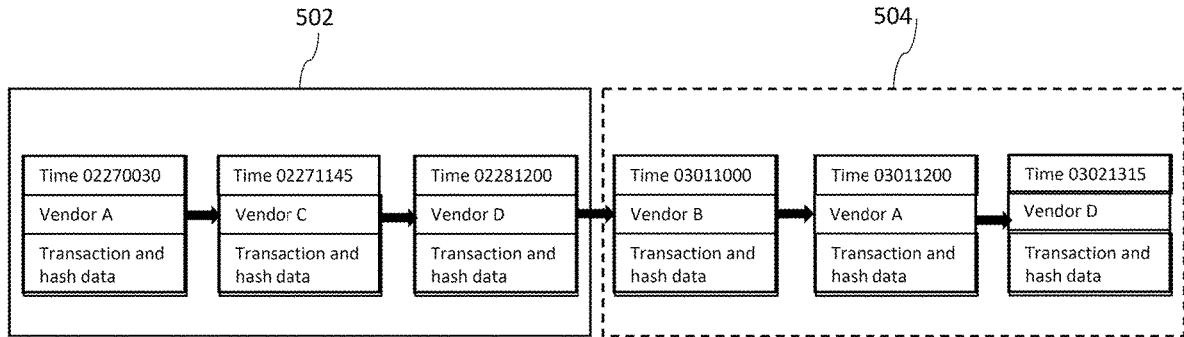 502
504
Time 02270030
Vendor A
Transaction and
hash data
Time 02271145
Vendor C
Transaction and
hash data
Time 02281200
Vendor D
Transaction and
hash data
Time 03011000
Vendor B
Transaction and
hash data
Time 03011200
Vendor A
Transaction and
hash data
Time 03021315
Vendor D
Transaction and
hash data